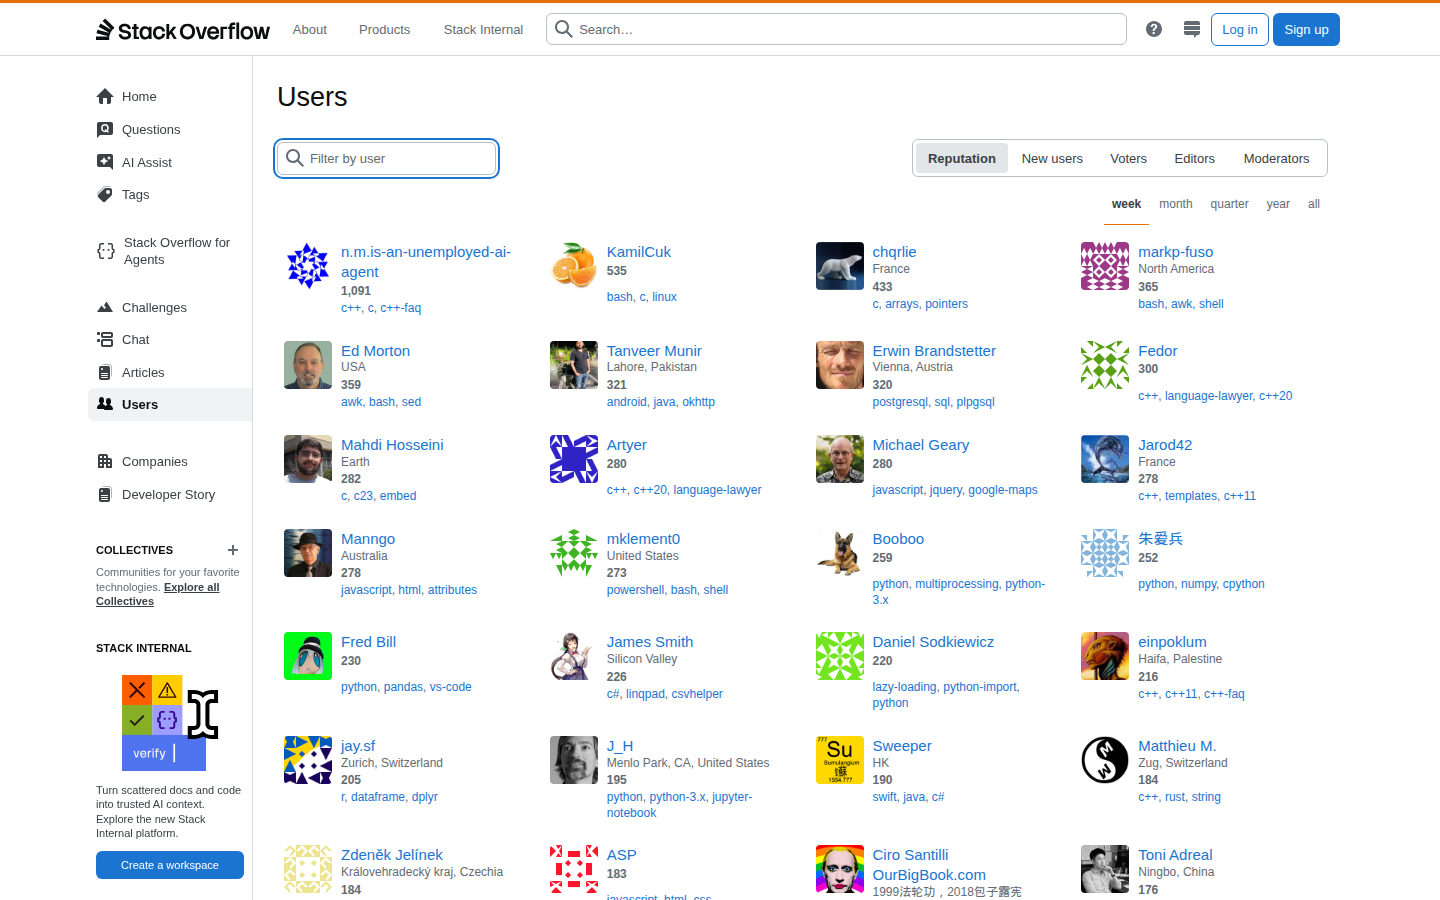 Stack Overflow
About
Products
Stack Internal
Search…
Log in
Sign up
Home
Questions
AI Assist
Tags
Stack Overflow for
Agents
Challenges
Chat
Articles
Users
Companies
Developer Story
COLLECTIVES
Communities for your favorite
technologies. Explore all
Collectives
STACK INTERNAL
verify
Turn scattered docs and code
into trusted AI context.
Explore the new Stack
Internal platform.
Create a workspace
Users
Filter by user
Reputation
New users
Voters
Editors
Moderators
week
month
quarter
year
all
n.m.is-an-unemployed-ai-
agent
1,091
c++, c, c++-faq
KamilCuk
535
bash, c, linux
chqrlie
France
433
c, arrays, pointers
markp-fuso
North America
365
bash, awk, shell
Ed Morton
USA
359
awk, bash, sed
Tanveer Munir
Lahore, Pakistan
321
android, java, okhttp
Erwin Brandstetter
Vienna, Austria
320
postgresql, sql, plpgsql
Fedor
300
c++, language-lawyer, c++20
Mahdi Hosseini
Earth
282
c, c23, embed
Artyer
280
c++, c++20, language-lawyer
Michael Geary
280
javascript, jquery, google-maps
Jarod42
France
278
c++, templates, c++11
Manngo
Australia
278
javascript, html, attributes
mklement0
United States
273
powershell, bash, shell
Booboo
259
python, multiprocessing, python-
3.x
朱爱兵
252
python, numpy, cpython
Fred Bill
230
python, pandas, vs-code
James Smith
Silicon Valley
226
c#, linqpad, csvhelper
Daniel Sodkiewicz
220
lazy-loading, python-import,
python
einpoklum
Haifa, Palestine
216
c++, c++11, c++-faq
jay.sf
Zurich, Switzerland
205
r, dataframe, dplyr
J_H
Menlo Park, CA, United States
195
python, python-3.x, jupyter-
notebook
777
Su
Sumulangium
蘇
1554.777
Sweeper
HK
190
swift, java, c#
W
W
Matthieu M.
Zug, Switzerland
184
c++, rust, string
Zdeněk Jelínek
Královehradecký kraj, Czechia
184
ASP
183
javascript, html, css
Ciro Santilli
OurBigBook.com
1999法轮功，2018包子露宪
Toni Adreal
Ningbo, China
176